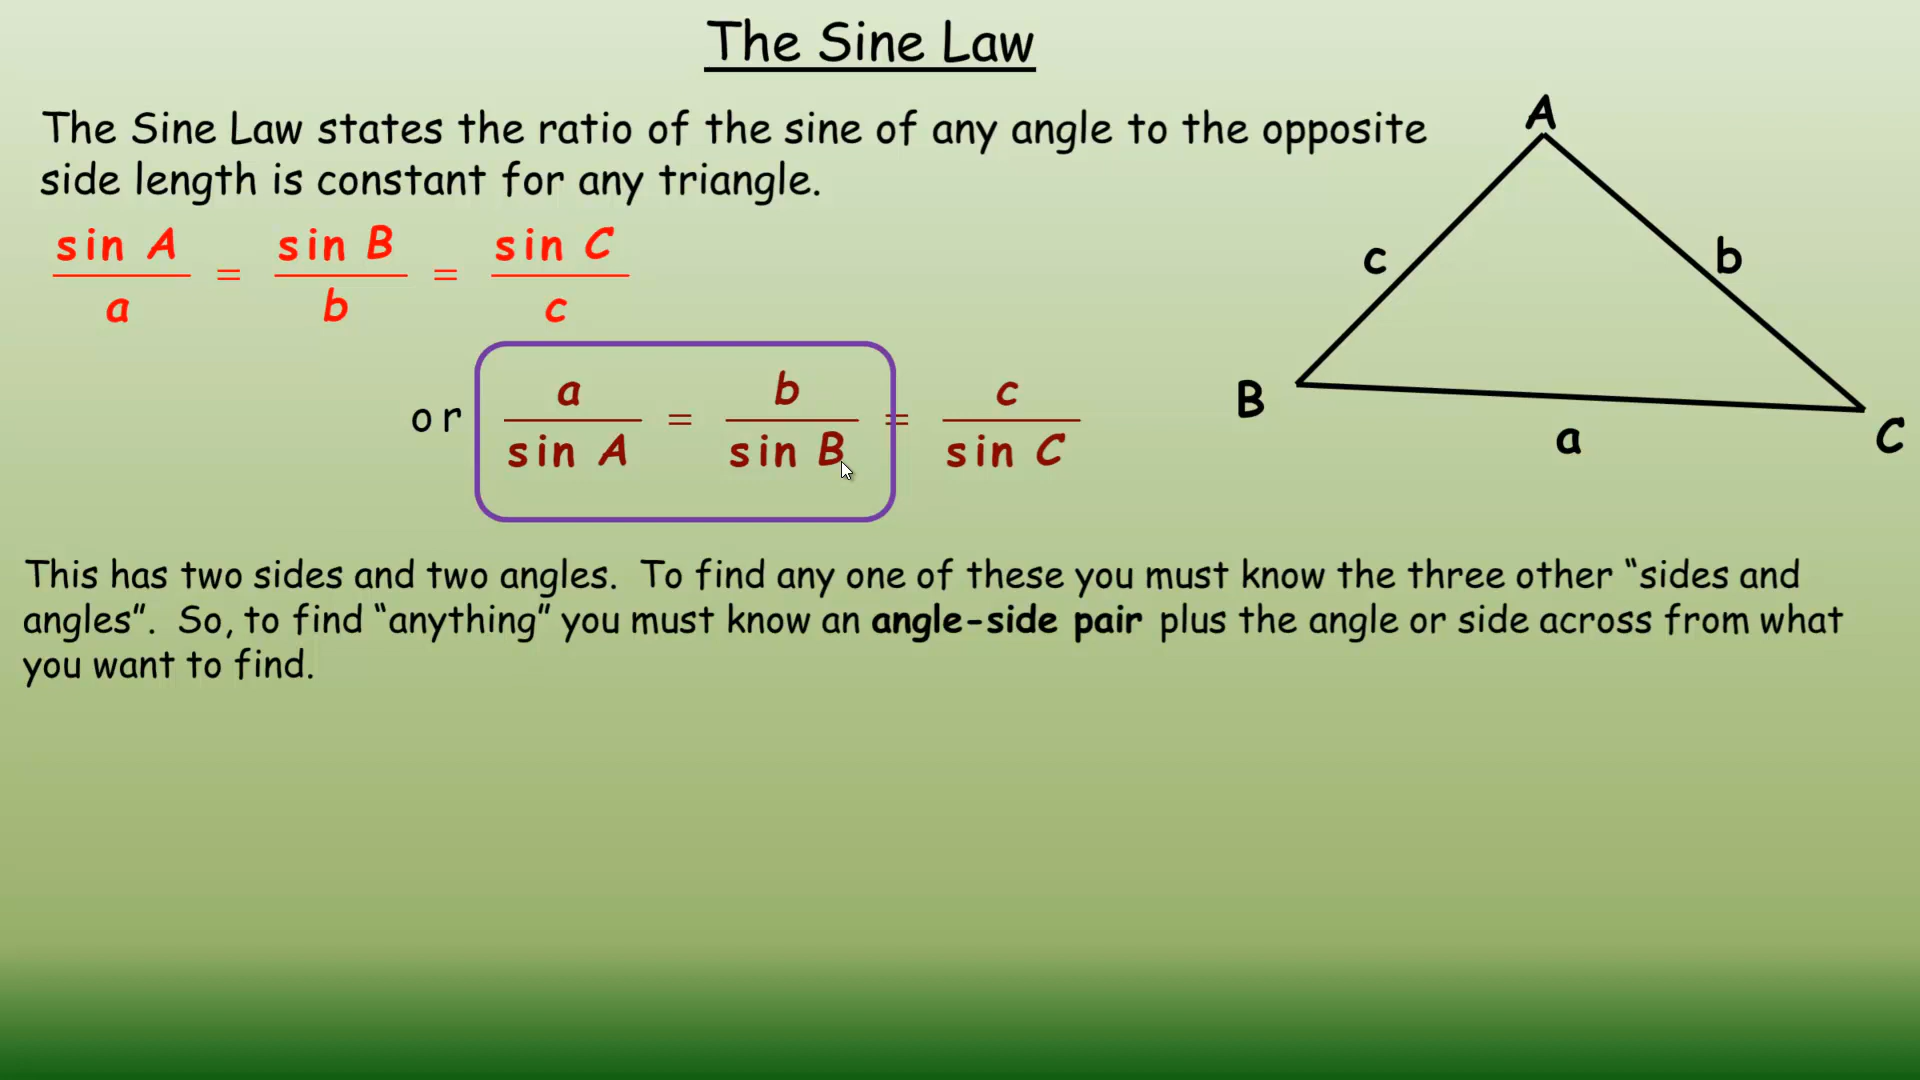 The Sine Law
The Sine Law states the ratio of the sine of any angle to the opposite
side length is constant for any triangle.
sin A / a = sin B / b = sin C / c
or a / sin A = b / sin B = c / sin C
A
c
b
B
a
C
This has two sides and two angles. To find any one of these you must know the three other “sides and
angles”. So, to find “anything” you must know an angle-side pair plus the angle or side across from what
you want to find.